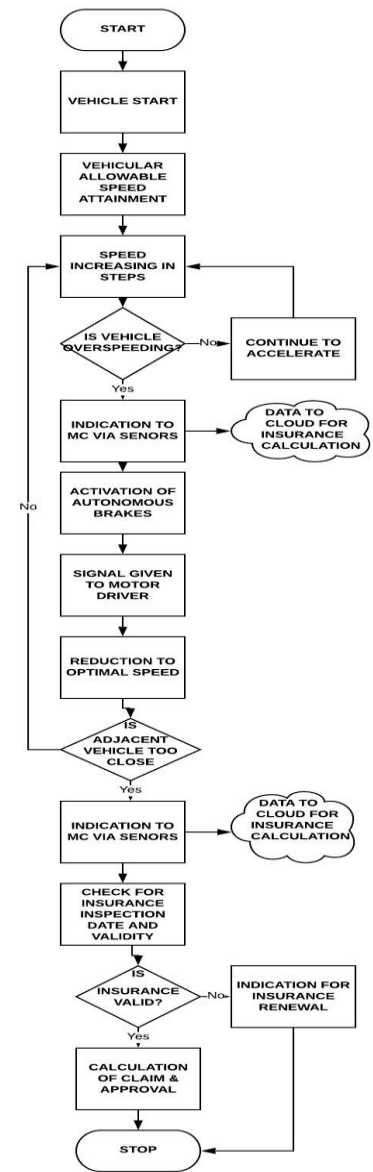 START
VEHICLE START
VEHICULAR
ALLOWABLE
SPEED
ATTAINMENT
SPEED
INCREASING IN
STEPS
IS VEHICLE
OVERSPEEDING?
No
CONTINUE TO
ACCELERATE
Yes
INDICATION TO
MC VIA SENORS
DATA TO
CLOUD FOR
INSURANCE
CALCULATION
ACTIVATION OF
AUTONOMOUS
BRAKES
No
SIGNAL GIVEN
TO MOTOR
DRIVER
REDUCTION TO
OPTIMAL SPEED
IS
ADJACENT
VEHICLE TOO
CLOSE
Yes
INDICATION TO
MC VIA SENORS
DATA TO
CLOUD FOR
INSURANCE
CALCULATION
CHECK FOR
INSURANCE
INSPECTION
DATE AND
VALIDITY
IS
INSURANCE
VALID?
No
INDICATION FOR
INSURANCE
RENEWAL
Yes
CALCULATION
OF CLAIM &
APPROVAL
STOP